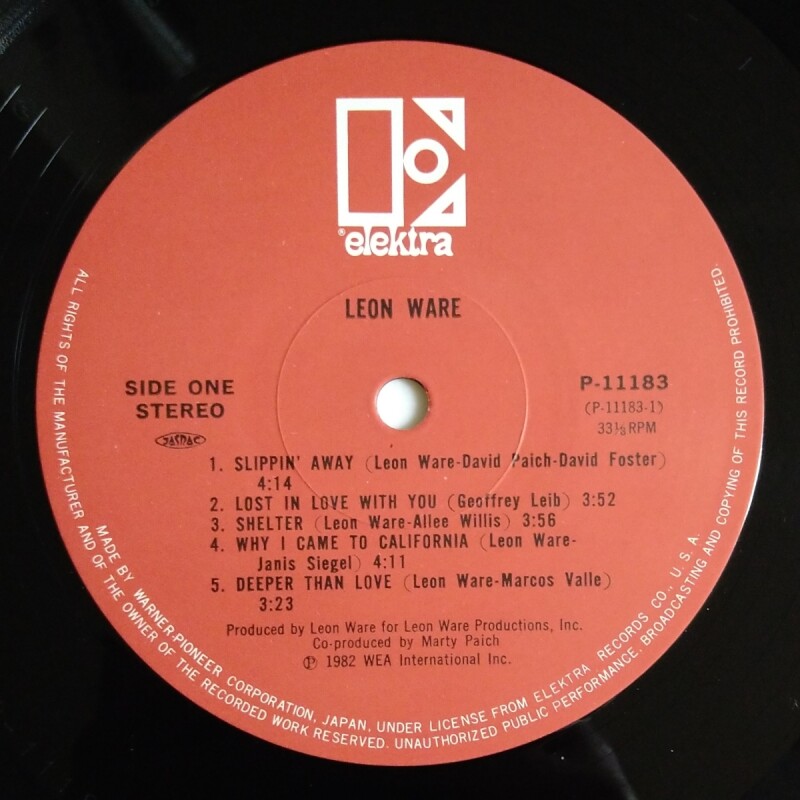 ® elektra
LEON WARE
SIDE ONE
STEREO
JASRAC
P-11183
(P-11183-1)
33⅓RPM
1. SLIPPIN' AWAY (Leon Ware-David Paich-David Foster)
4:14
2. LOST IN LOVE WITH YOU (Geoffrey Leib) 3:52
3. SHELTER (Leon Ware-Allee Willis) 3:56
4. WHY I CAME TO CALIFORNIA (Leon Ware-
Janis Siegel) 4:11
5. DEEPER THAN LOVE (Leon Ware-Marcos Valle)
3:23
Produced by Leon Ware for Leon Ware Productions, Inc.
Co-produced by Marty Paich
℗ 1982 WEA International Inc.
MADE BY WARNER-PIONEER CORPORATION, JAPAN, UNDER LICENSE FROM ELEKTRA RECORDS CO., U.S.A.
ALL RIGHTS OF THE MANUFACTURER AND OF THE OWNER OF THE RECORDED WORK RESERVED. UNAUTHORIZED PUBLIC PERFORMANCE, BROADCASTING AND COPYING OF THIS RECORD PROHIBITED.